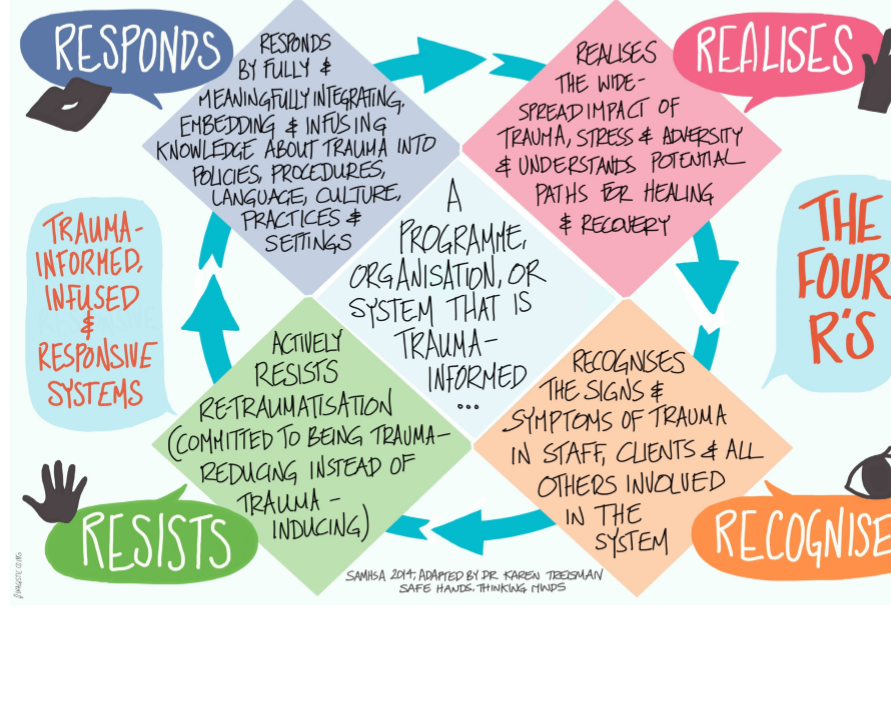 RESPONDS
RESPONDS
BY FULLY &
MEANINGFULLY INTEGRATING,
EMBEDDING & INFUSING
KNOWLEDGE ABOUT TRAUMA INTO
POLICIES, PROCEDURES,
LANGUAGE, CULTURE,
PRACTICES &
SETTINGS
REALISES
REALISES
THE WIDE-
SPREAD IMPACT OF
TRAUMA, STRESS & ADVERSITY
& UNDERSTANDS POTENTIAL
PATHS FOR HEALING
& RECOVERY
TRAUMA-
INFORMED,
INFUSED
&
RESPONSIVE
SYSTEMS
A
PROGRAMME,
ORGANISATION, OR
SYSTEM THAT IS
TRAUMA-
INFORMED
...
THE
FOUR
R'S
ACTIVELY
RESISTS
RE-TRAUMATISATION
(COMMITTED TO BEING TRAUMA-
REDUCING INSTEAD OF
TRAUMA-
INDUCING)
RESISTS
RECOGNISES
THE SIGNS &
SYMPTOMS OF TRAUMA
IN STAFF, CLIENTS & ALL
OTHERS INVOLVED
IN THE
SYSTEM
RECOGNISE
SAMHSA 2014; ADAPTED BY DR KAREN TREISMAN
SAFE HANDS. THINKING MINDS